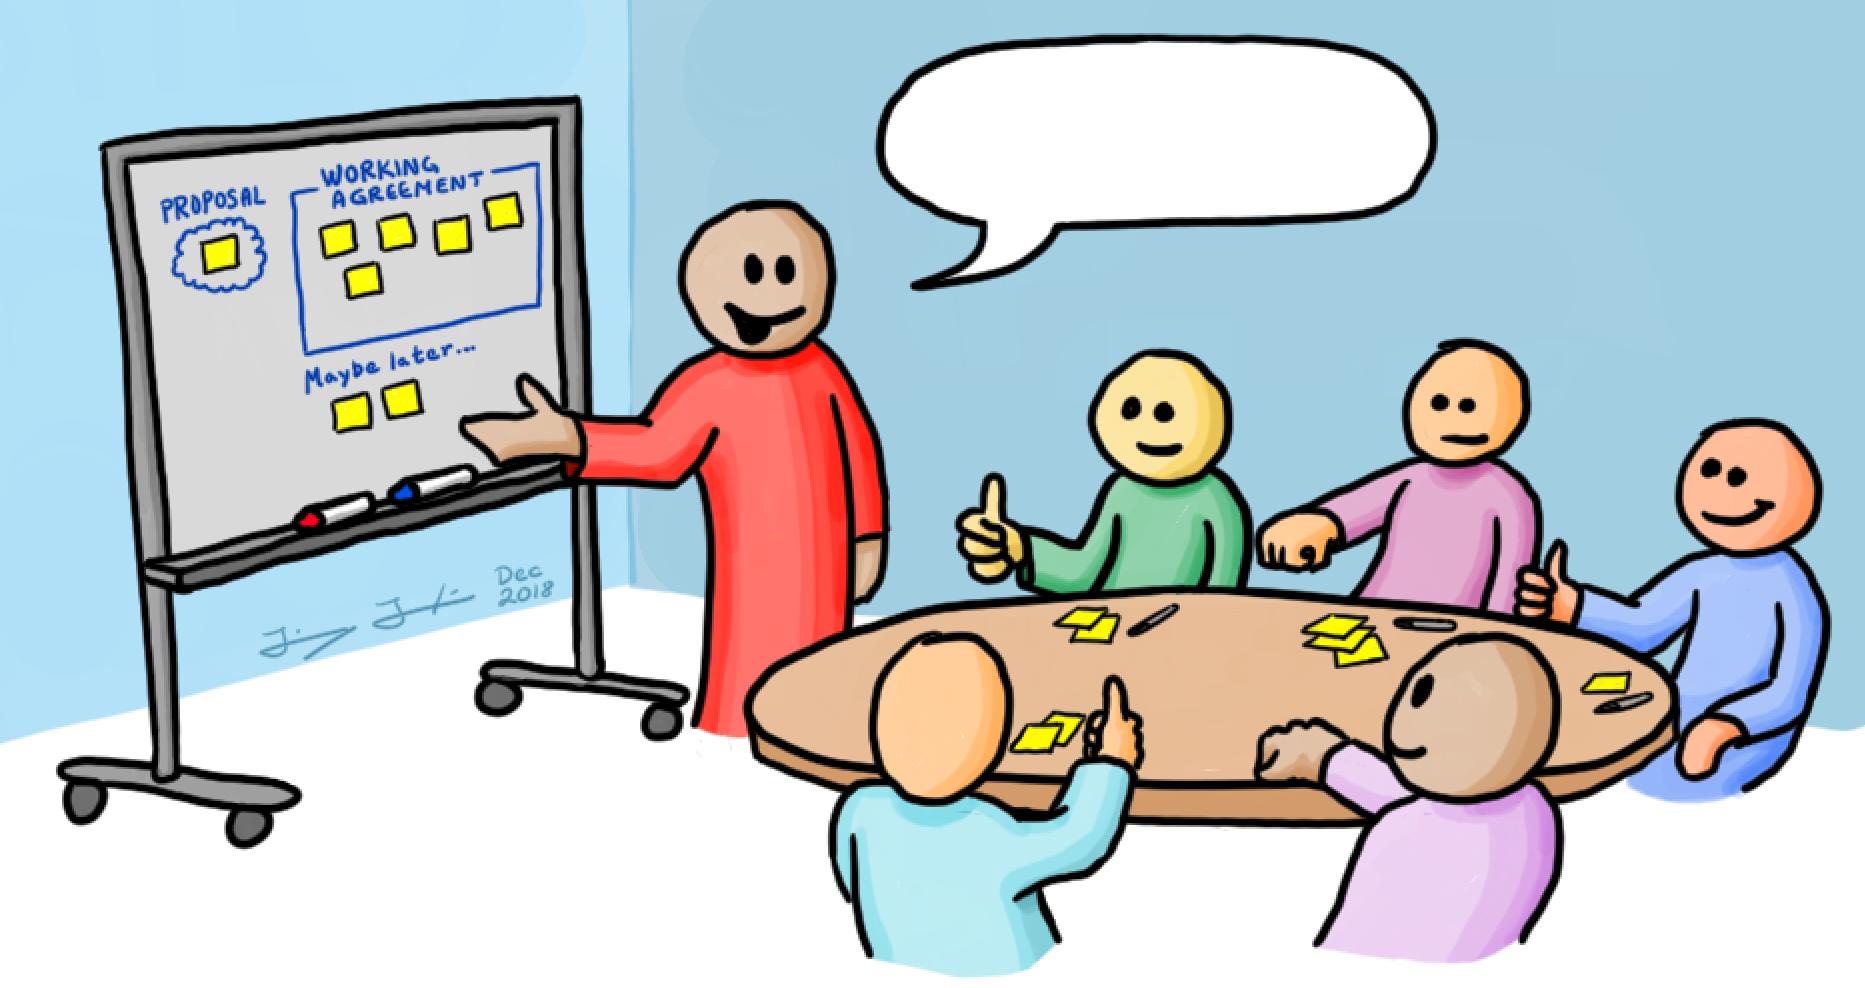 PROPOSAL
WORKING
AGREEMENT
Maybe later...
Dec
2018